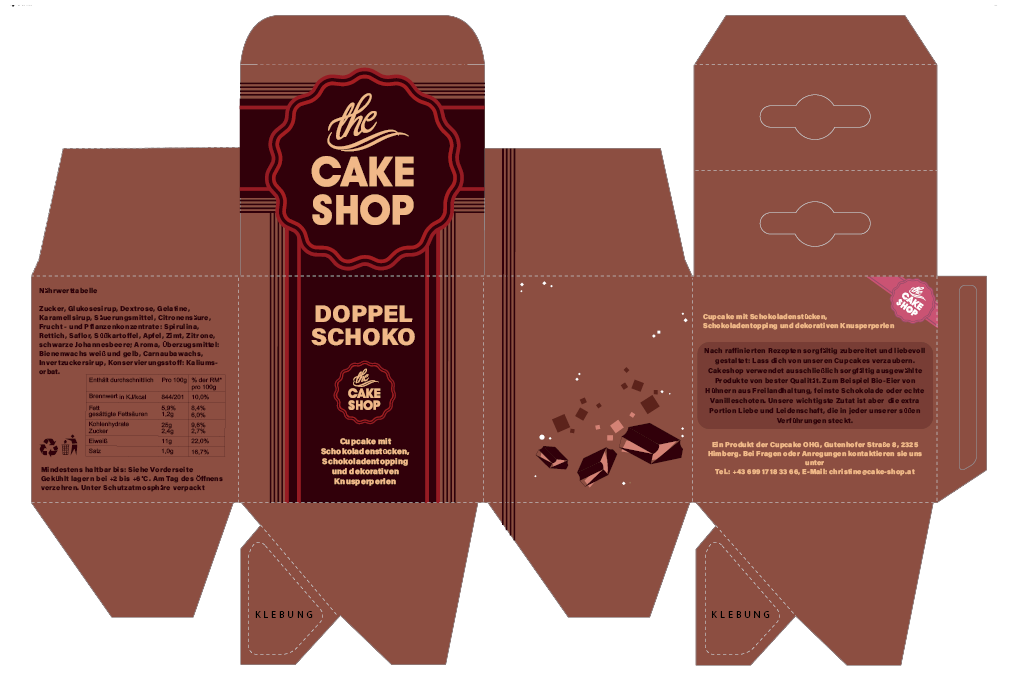 the
CAKE
SHOP
Nährwerttabelle
Zucker, Glukosesirup, Dextrose, Gelatine,
Karamellsirup, Säuerungsmittel, Citronensäure,
Frucht- und Pflanzenkonzentrate: Spirulina,
Rettich, Saflor, Süßkartoffel, Apfel, Zimt, Zitrone,
schwarze Johannesbeere; Aroma, Überzugsmittel:
Bienenwachs weiß und gelb, Carnaubawachs,
Invertzuckersirup, Konservierungsstoff: Kalium-
orbat.
Enthält durchschnittlich Pro 100g % der RM*
pro 100g
Brennwert in KJ/kcal 844/201 10,0%
Fett 5,9% 8,4%
gesättigte Fettsäuren 1,2g 6,0%
Kohlenhydrate 25g 9,6%
Zucker 2,4g 2,7%
Eiweiß 11g 22,0%
Salz 1,0g 16,7%
Mindestens haltbar bis: Siehe Vorderseite
Gekühlt lagern bei +2 bis +6°C. Am Tag des Öffnens
verzehren. Unter Schutzatmosphäre verpackt
DOPPEL
SCHOKO
the
CAKE
SHOP
Cupcake mit
Schokoladenstücken,
Schokoladentopping
und dekorativen
Knusperperlen
the
CAKE
SHOP
Cupcake mit Schokoladenstücken,
Schokoladentopping und dekorativen Knusperperlen
Nach raffinierten Rezepten sorgfältig zubereitet und liebevoll
gestaltet: Lass dich von unseren Cupcakes verzaubern.
Cakeshop verwendet ausschließlich sorgfältig ausgewählte
Produkte von bester Qualität. Zum Beispiel Bio-Eier von
Hühnern aus Freilandhaltung, feinste Schokolade oder echte
Vanilleschoten. Unsere wichtigste Zutat ist aber die extra
Portion Liebe und Leidenschaft, die in jeder unserer süßen
Verführungen steckt.
Ein Produkt der Cupcake OHG, Gutenhofer Straße 8, 2325
Himberg. Bei Fragen oder Anregungen kontaktieren sie uns
unter
Tel.: +43 699 17 18 33 66, E-Mail: christine@cake-shop.at
KLEBUNG
KLEBUNG